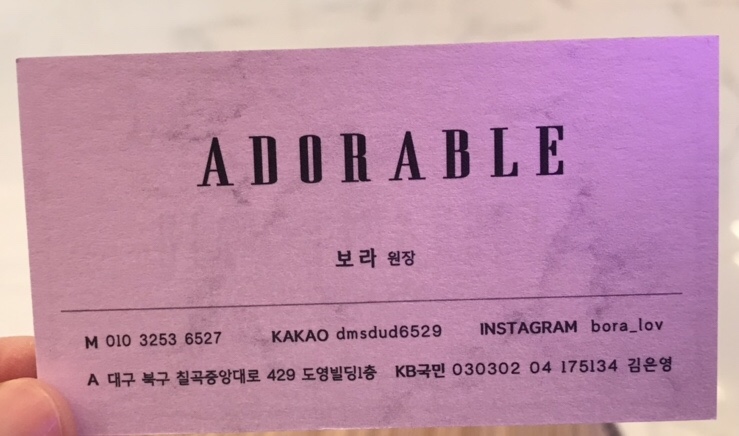 ADORABLE
보라 원장
M 010 3253 6527 KAKAO dmsdud6529 INSTAGRAM bora_lov
A 대구 북구 칠곡중앙대로 429 도영빌딩1층 KB국민 030302 04 175134 김은영